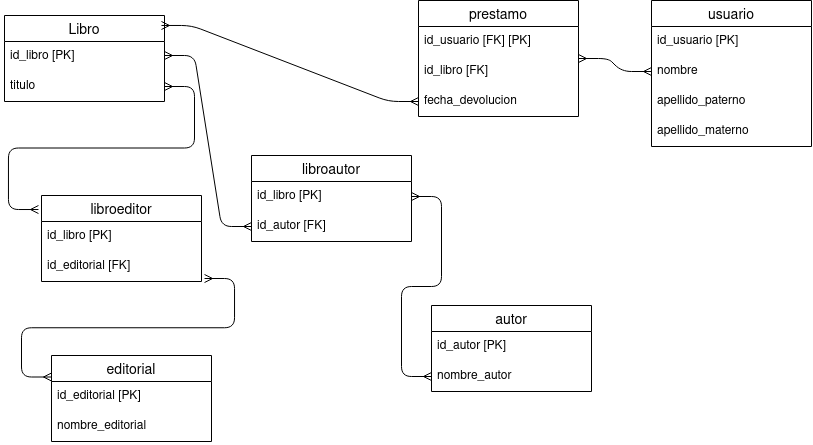 Libro
id_libro [PK]
titulo
prestamo
id_usuario [FK] [PK]
id_libro [FK]
fecha_devolucion
usuario
id_usuario [PK]
nombre
apellido_paterno
apellido_materno
libroeditor
id_libro [PK]
id_editorial [FK]
libroautor
id_libro [PK]
id_autor [FK]
editorial
id_editorial [PK]
nombre_editorial
autor
id_autor [PK]
nombre_autor